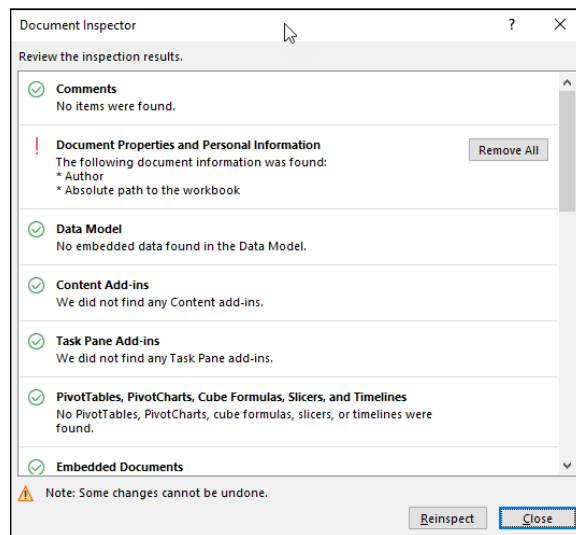 Document Inspector ?
Review the inspection results.
Comments
No items were found.
Document Properties and Personal Information
Remove All
The following document information was found:
* Author
* Absolute path to the workbook
Data Model
No embedded data found in the Data Model.
Content Add-ins
We did not find any Content add-ins.
Task Pane Add-ins
We did not find any Task Pane add-ins.
PivotTables, PivotCharts, Cube Formulas, Slicers, and Timelines
No PivotTables, PivotCharts, cube formulas, slicers, or timelines were
found.
Embedded Documents
Note: Some changes cannot be undone.
Reinspect Close